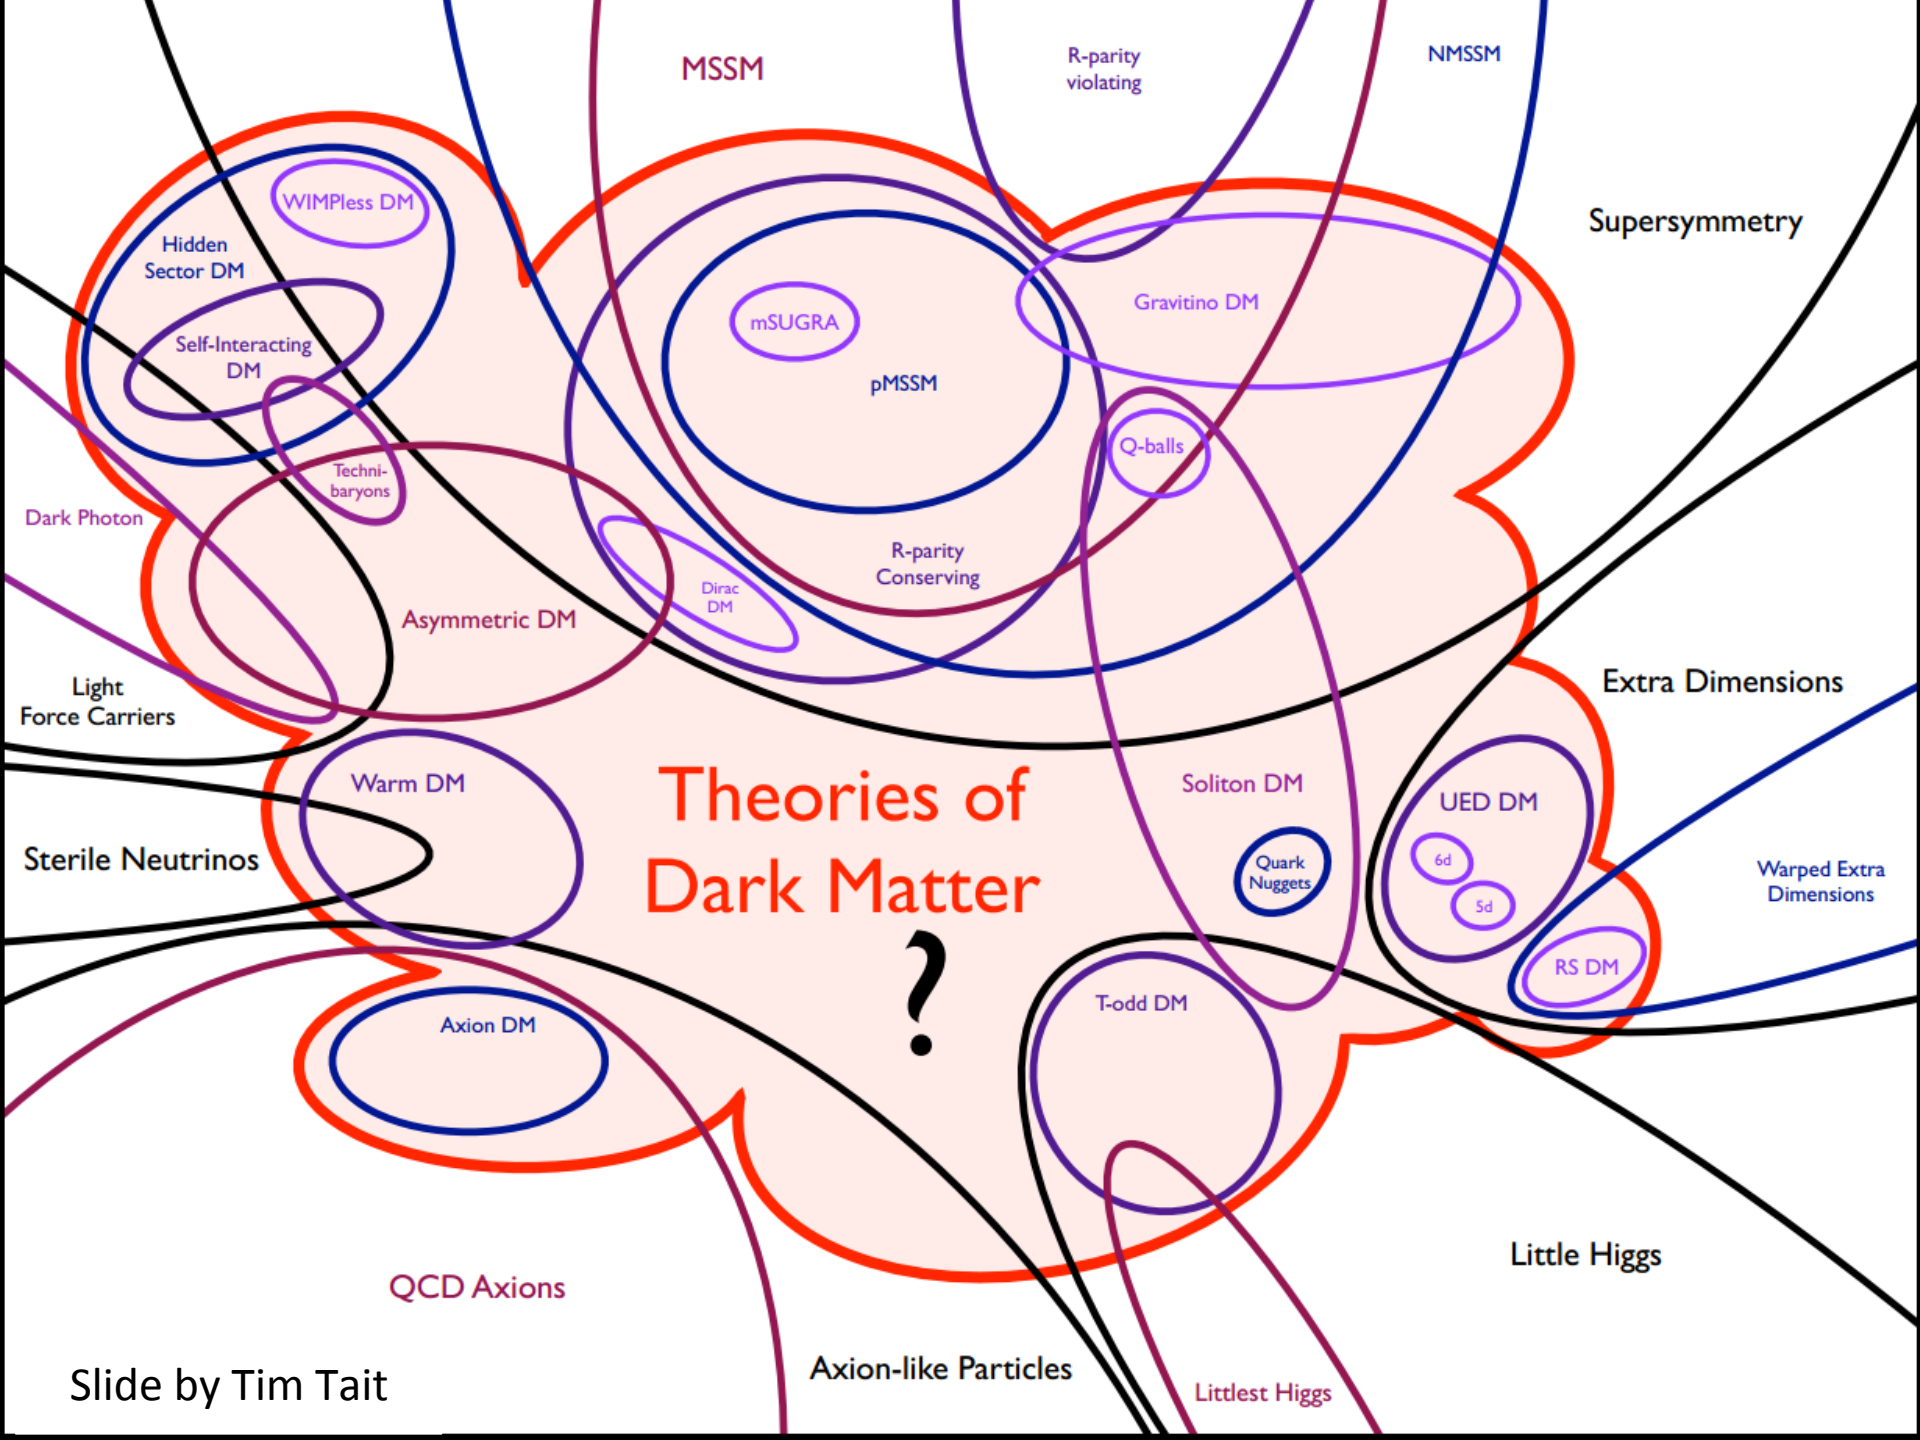 MSSM
R-parity
violating
NMSSM
WIMPless DM
Supersymmetry
Hidden
Sector DM
Gravitino DM
mSUGRA
Self-Interacting
DM
pMSSM
Q-balls
Techni-
baryons
Dark Photon
R-parity
Conserving
Dirac
DM
Asymmetric DM
Light
Force Carriers
Extra Dimensions
Warm DM
Theories of
Dark Matter
?
Soliton DM
UED DM
6d
5d
Quark
Nuggets
Sterile Neutrinos
Warped Extra
Dimensions
RS DM
T-odd DM
Axion DM
Little Higgs
QCD Axions
Axion-like Particles
Littlest Higgs
Slide by Tim Tait